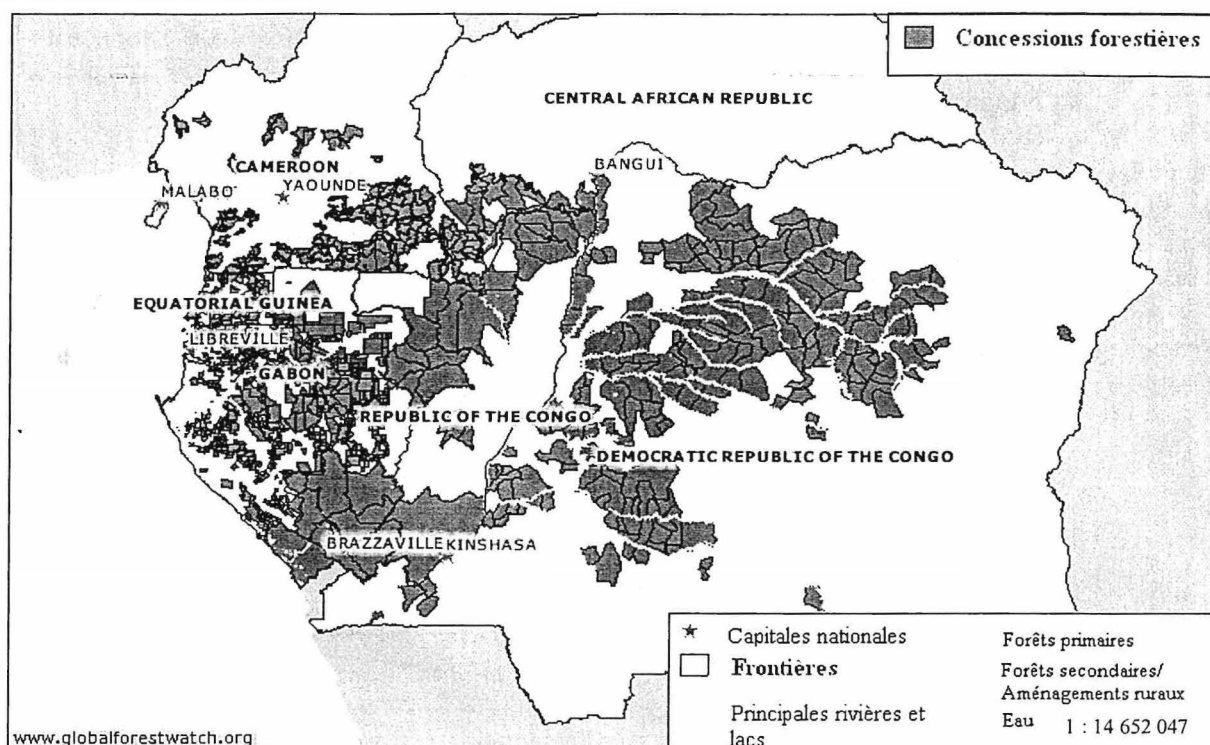 Concessions forestières
CENTRAL AFRICAN REPUBLIC
BANGUI
CAMEROON
YAOUNDE
MALABO
EQUATORIAL GUINEA
LIBREVILLE
GABON
REPUBLIC OF THE CONGO
DEMOCRATIC REPUBLIC OF THE CONGO
BRAZZAVILLE KINSHASA
Capitales nationales
Frontières
Principales rivières et
lacs
Forêts primaires
Forêts secondaires/
Aménagements ruraux
Eau 1 : 14 652 047
www.globalforestwatch.org